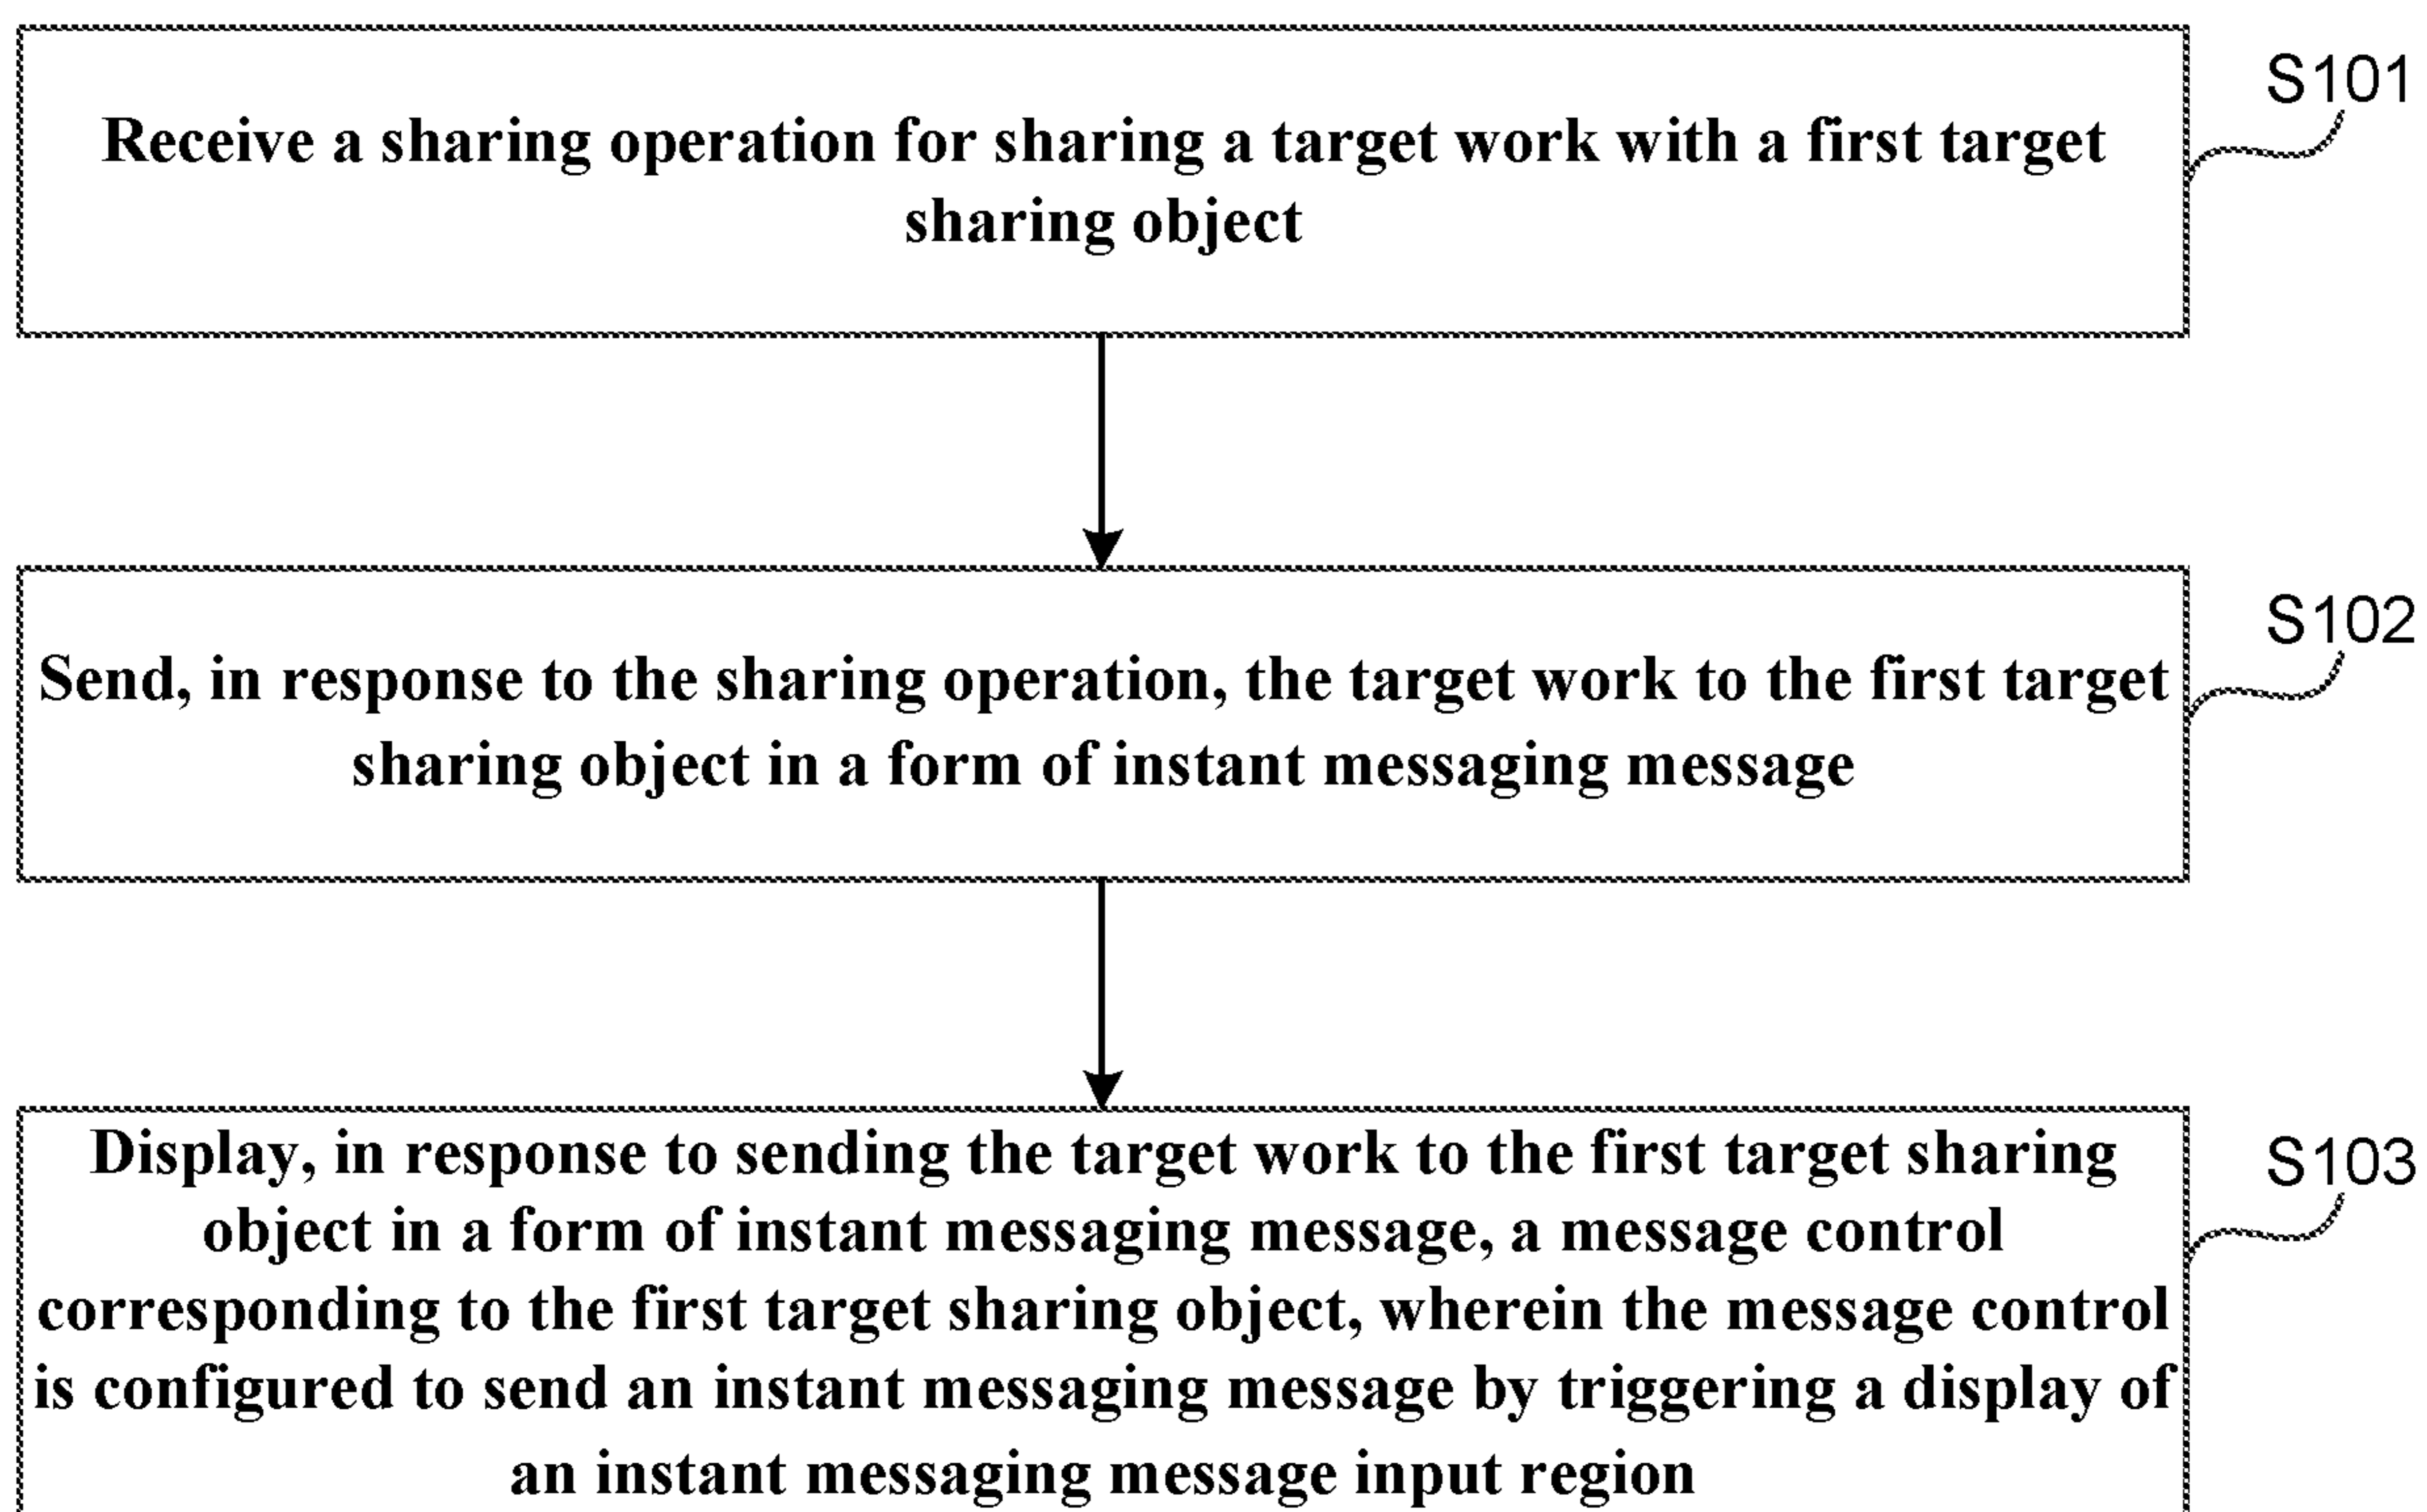 S101
Receive a sharing operation for sharing a target work with a first target
sharing object
S102
Send, in response to the sharing operation, the target work to the first target
sharing object in a form of instant messaging message
S103
Display, in response to sending the target work to the first target sharing
object in a form of instant messaging message, a message control
corresponding to the first target sharing object, wherein the message control
is configured to send an instant messaging message by triggering a display of
an instant messaging message input region